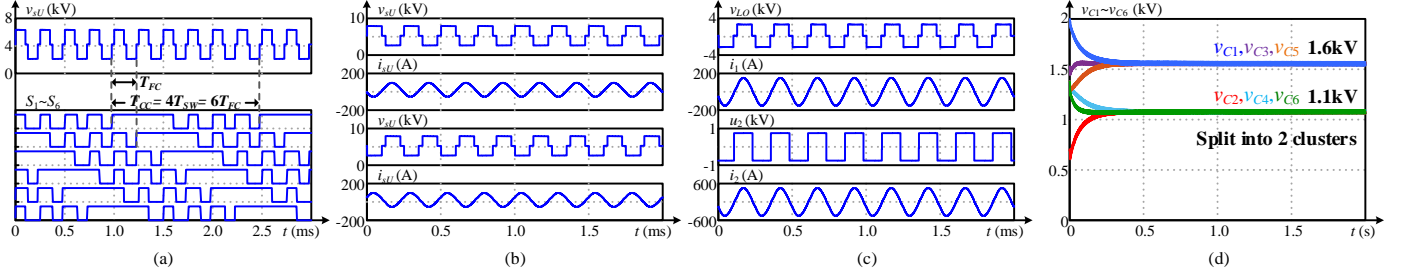 v_sU (kV)
8
4
0
T_FC
T_CC = 4T_SW = 6T_FC
S_1~S_6
0
0.5
1.0
1.5
2.0
2.5
t (ms)
(a)
v_sU (kV)
10
0
i_sU (A)
200
-200
v_sU (kV)
10
0
i_sU (A)
200
-200
0
0.5
1.0
1.5
t (ms)
(b)
v_LO (kV)
4
-4
i_1 (A)
200
-200
u_2 (kV)
1
-1
i_2 (A)
600
-600
0
0.5
1.0
1.5
t (ms)
(c)
v_C1~v_C6 (kV)
2
1.5
1
0.5
0
v_C1,v_C3,v_C5 1.6kV
v_C2,v_C4,v_C6 1.1kV
Split into 2 clusters
0
0.5
1.0
1.5
t (s)
(d)